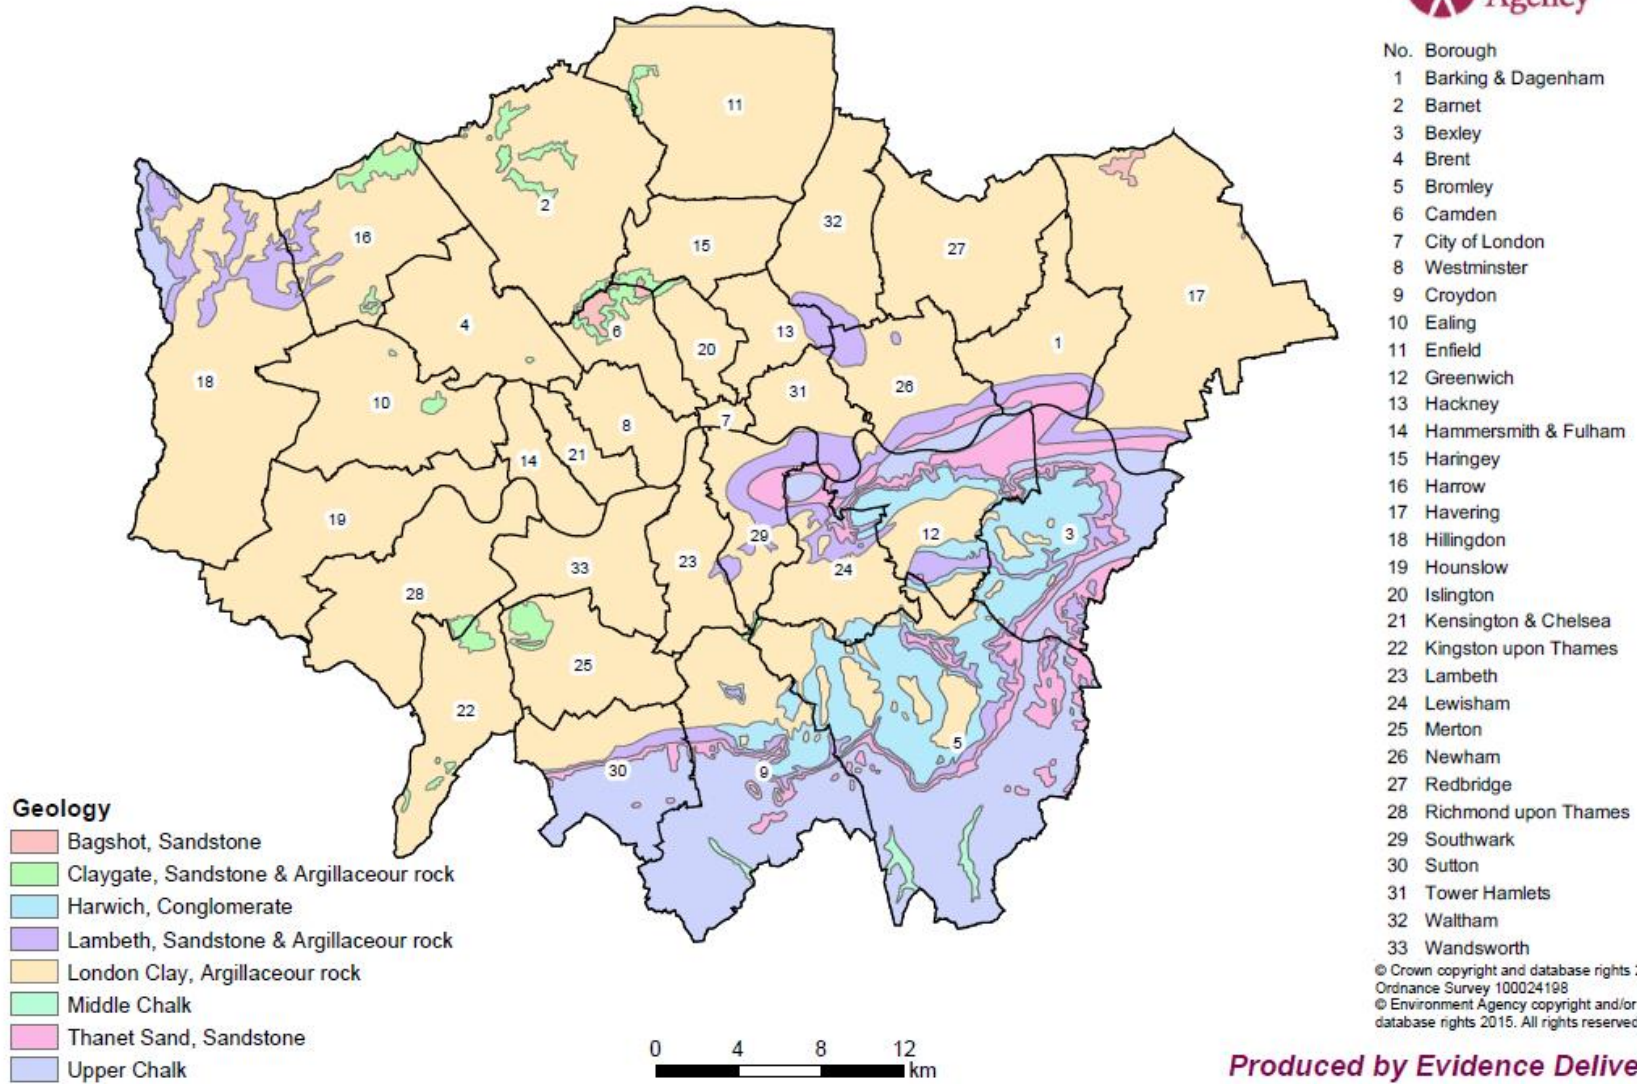 Agency
No. Borough
1 Barking & Dagenham
2 Barnet
3 Bexley
4 Brent
5 Bromley
6 Camden
7 City of London
8 Westminster
9 Croydon
10 Ealing
11 Enfield
12 Greenwich
13 Hackney
14 Hammersmith & Fulham
15 Haringey
16 Harrow
17 Havering
18 Hillingdon
19 Hounslow
20 Islington
21 Kensington & Chelsea
22 Kingston upon Thames
23 Lambeth
24 Lewisham
25 Merton
26 Newham
27 Redbridge
28 Richmond upon Thames
29 Southwark
30 Sutton
31 Tower Hamlets
32 Waltham
33 Wandsworth
© Crown copyright and database rights
Ordnance Survey 100024198
© Environment Agency copyright and/or
database rights 2015. All rights reserved
Produced by Evidence Delive
11
2
32
16
15
27
17
4
6
13
20
1
18
10
31
26
7
8
14
21
19
29
12
3
33
23
24
28
25
22
5
30
9
Geology
Bagshot, Sandstone
Claygate, Sandstone & Argillaceour rock
Harwich, Conglomerate
Lambeth, Sandstone & Argillaceour rock
London Clay, Argillaceour rock
Middle Chalk
Thanet Sand, Sandstone
Upper Chalk
0 4 8 12
km